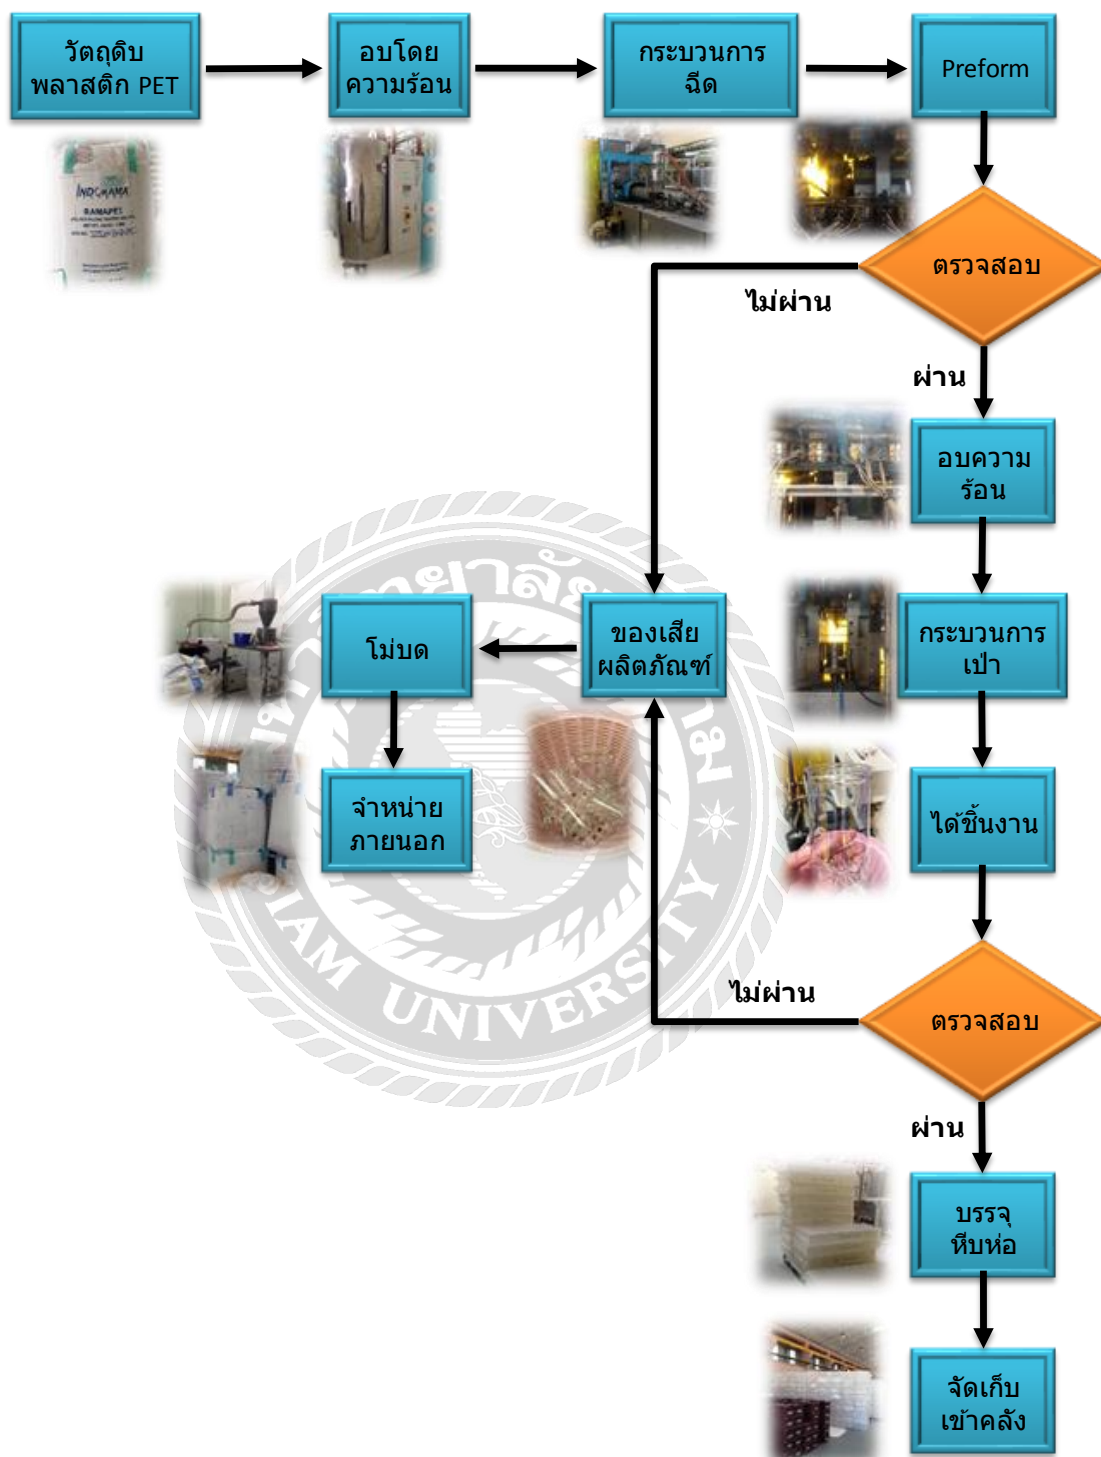 วัตถุดิบ
พลาสติก PET
อบโดย
ความร้อน
กระบวนการ
ฉีด
Preform
INDORAMA
RAMAPET
ตรวจสอบ
ไม่ผ่าน
ผ่าน
อบความ
ร้อน
กระบวนการ
เป่า
ของเสีย
ผลิตภัณฑ์
โม่บด
จำหน่าย
ภายนอก
ได้ชิ้นงาน
SIAM UNIVERSITY
ไม่ผ่าน
ตรวจสอบ
ผ่าน
บรรจุ
หีบห่อ
จัดเก็บ
เข้าคลัง